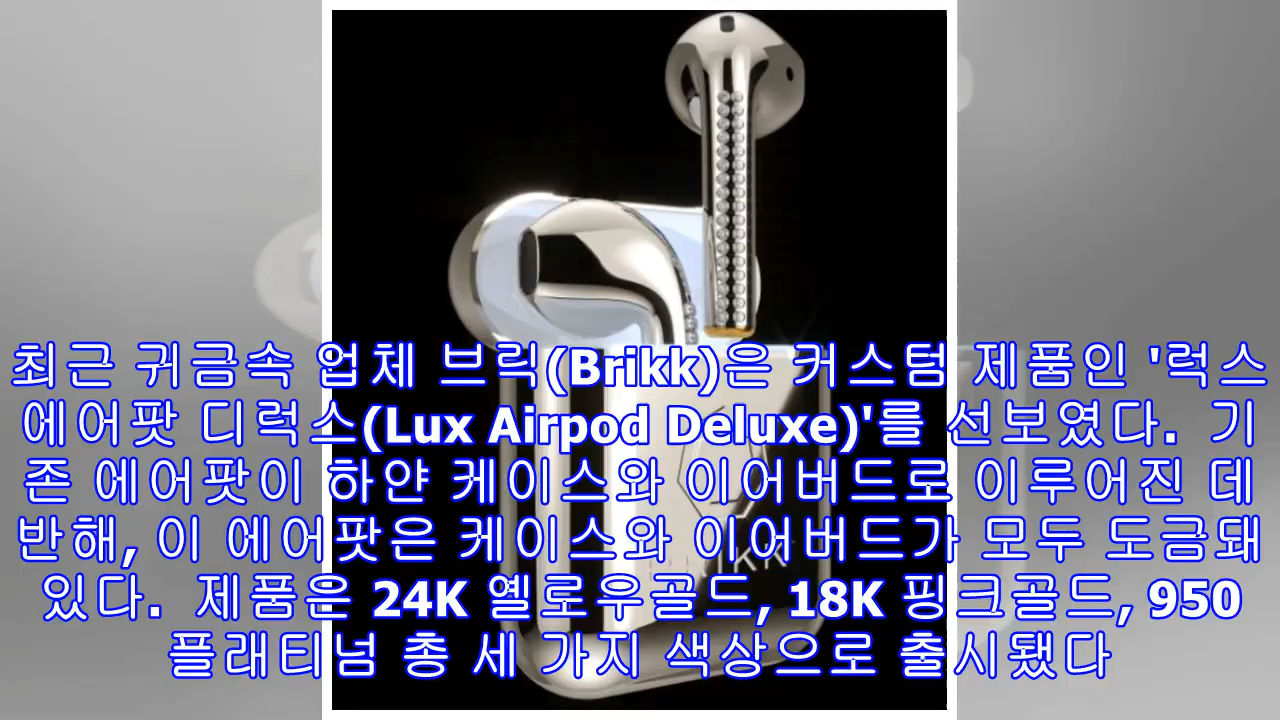 최근 귀금속 업체 브릭(Brikk)은 커스텀 제품인 '럭스
에어팟 디럭스(Lux Airpod Deluxe)'를 선보였다. 기
존 에어팟이 하얀 케이스와 이어버드로 이루어진 데
반해, 이 에어팟은 케이스와 이어버드가 모두 도금돼
있다. 제품은 24K 옐로우골드, 18K 핑크골드, 950
플래티넘 총 세 가지 색상으로 출시됐다